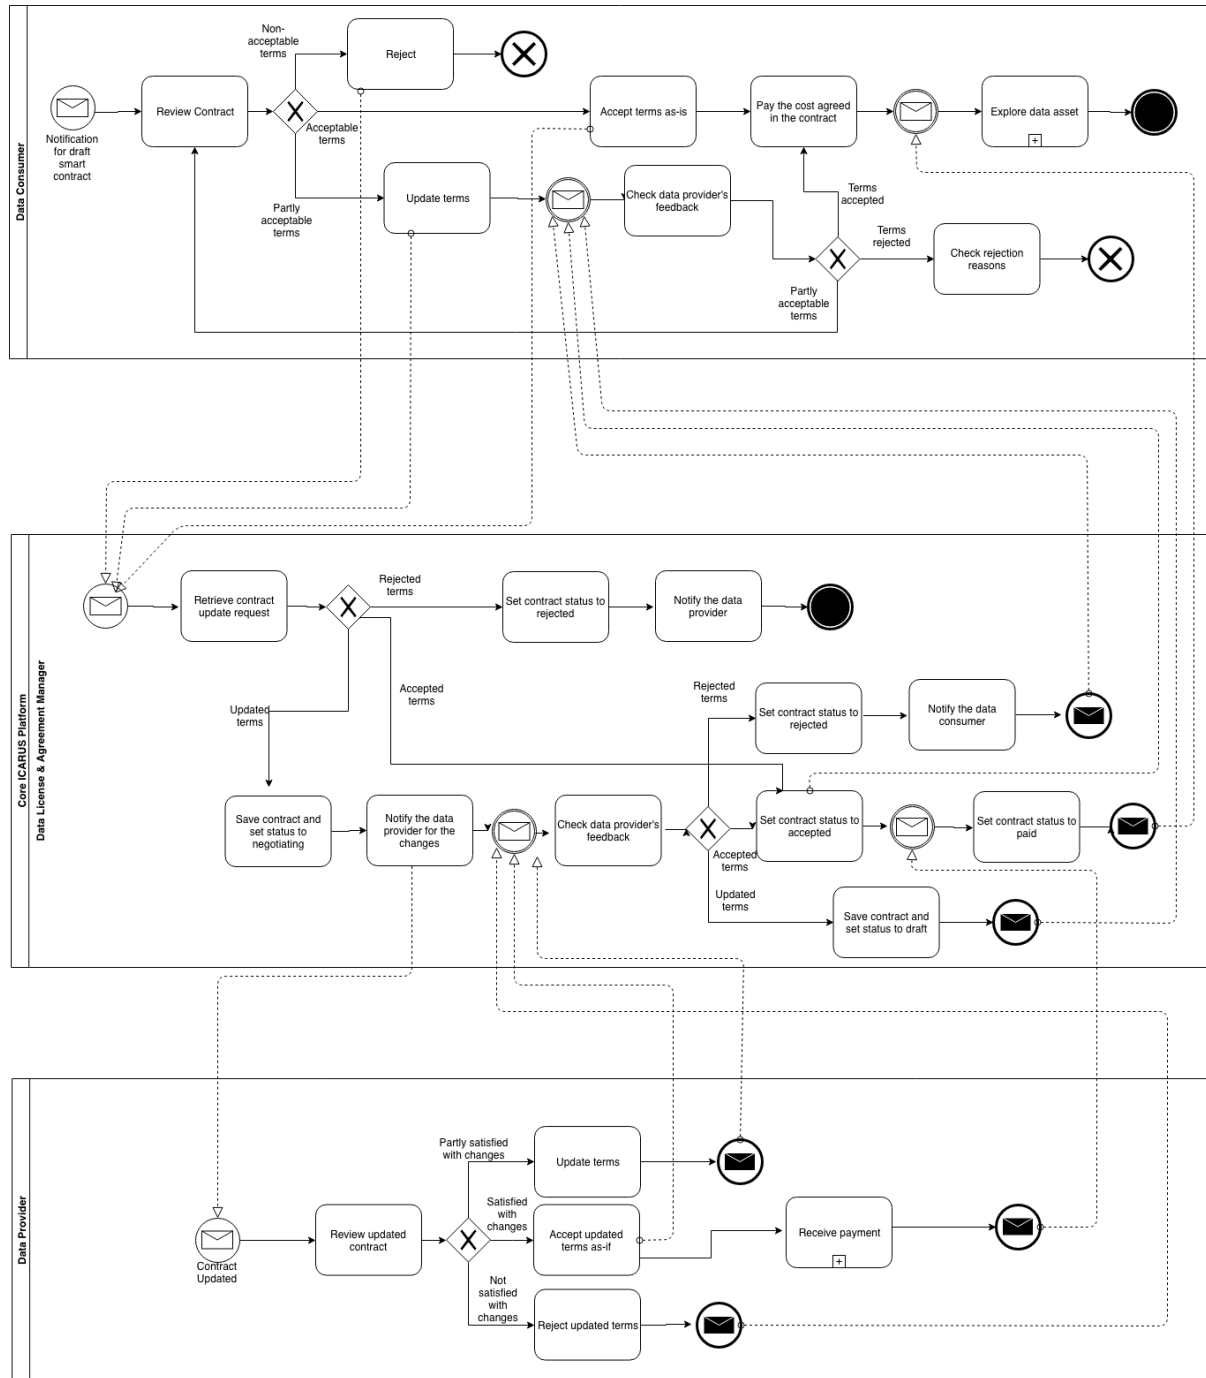 Data Consumer
Non-
acceptable
terms
Reject
Notification
for draft
smart
contract
Review Contract
Acceptable
terms
Accept terms as-is
Pay the cost agreed
in the contract
Explore data asset
Partly
acceptable
terms
Update terms
Check data provider's
feedback
Terms
accepted
Terms
rejected
Check rejection
reasons
Partly
acceptable
terms
Core ICARUS Platform
Data License & Agreement Manager
Retrieve contract
update request
Rejected
terms
Set contract status to
rejected
Notify the data
provider
Updated
terms
Accepted
terms
Rejected
terms
Set contract status to
rejected
Notify the data
consumer
Save contract and
set status to
negotiating
Notify the data
provider for the
changes
Check data provider's
feedback
Accepted
terms
Set contract status to
accepted
Set contract status to
paid
Updated
terms
Save contract and
set status to draft
Data Provider
Contract
Updated
Review updated
contract
Partly satisfied
with changes
Update terms
Satisfied
with
changes
Accept updated
terms as-if
Receive payment
Not
satisfied
with
changes
Reject updated terms